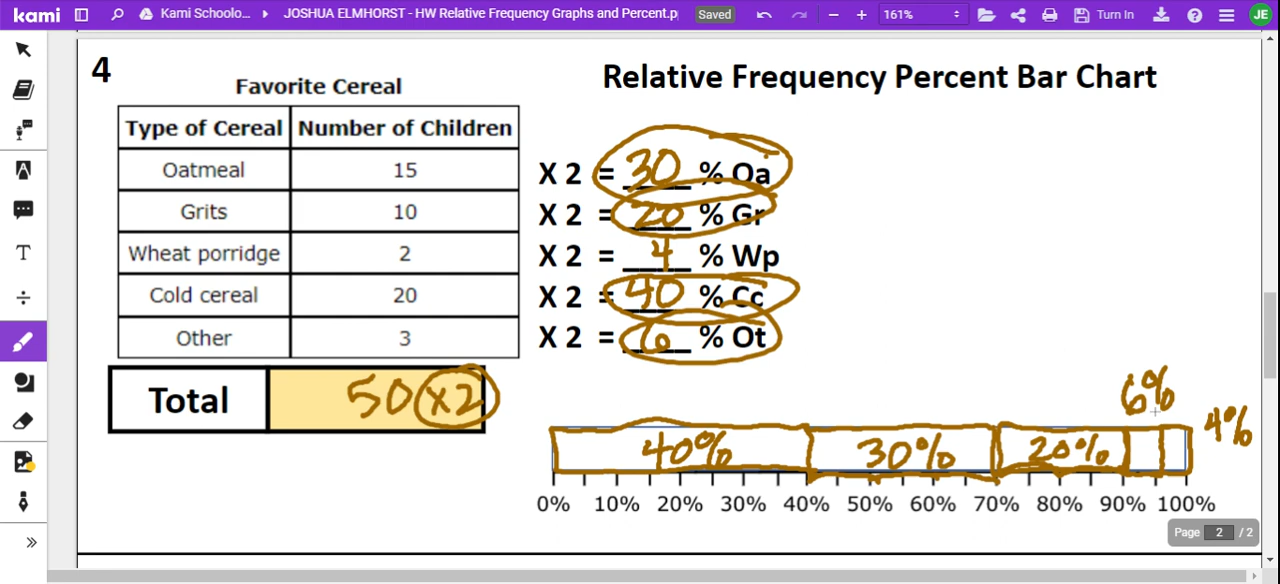 kami Kami Schoolo... JOSHUA ELMHORST - HW Relative Frequency Graphs and Percent.p Saved 161% Turn In JE
4
Favorite Cereal
Relative Frequency Percent Bar Chart
Type of Cereal Number of Children
Oatmeal 15
X 2 = 30 % Oa
Grits 10
X 2 = 20 % Gr
Wheat porridge 2
X 2 = 4 % Wp
Cold cereal 20
X 2 = 40 % Cc
Other 3
X 2 = 6 % Ot
Total 50 x2
6%
4%
40% 30% 20%
0% 10% 20% 30% 40% 50% 60% 70% 80% 90% 100%
Page 2 / 2